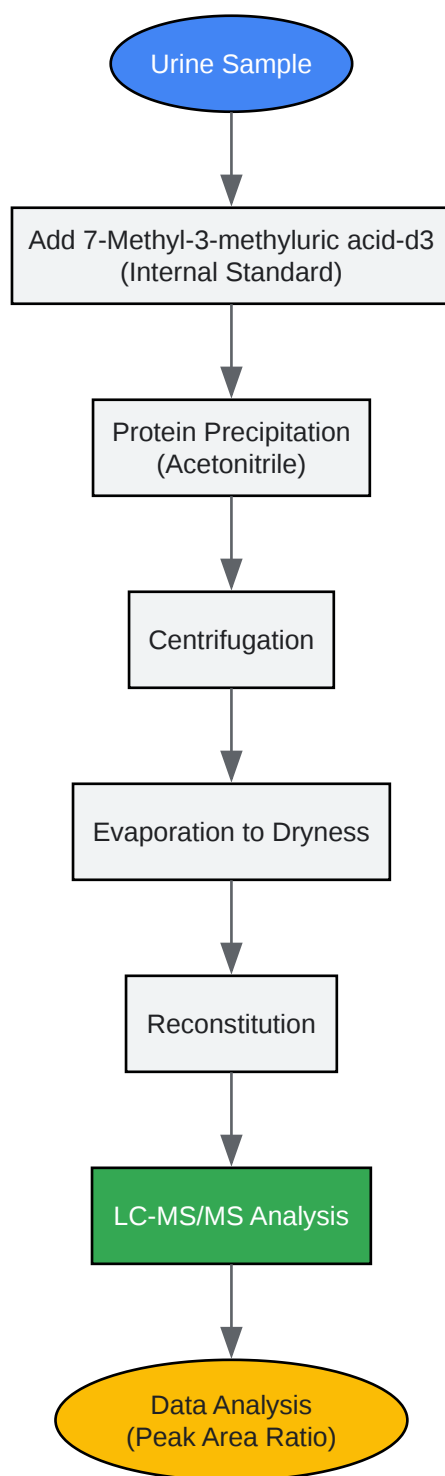 Urine Sample
Add 7-Methyl-3-methyluric acid-d3
(Internal Standard)
Protein Precipitation
(Acetonitrile)
Centrifugation
Evaporation to Dryness
Reconstitution
LC-MS/MS Analysis
Data Analysis
(Peak Area Ratio)